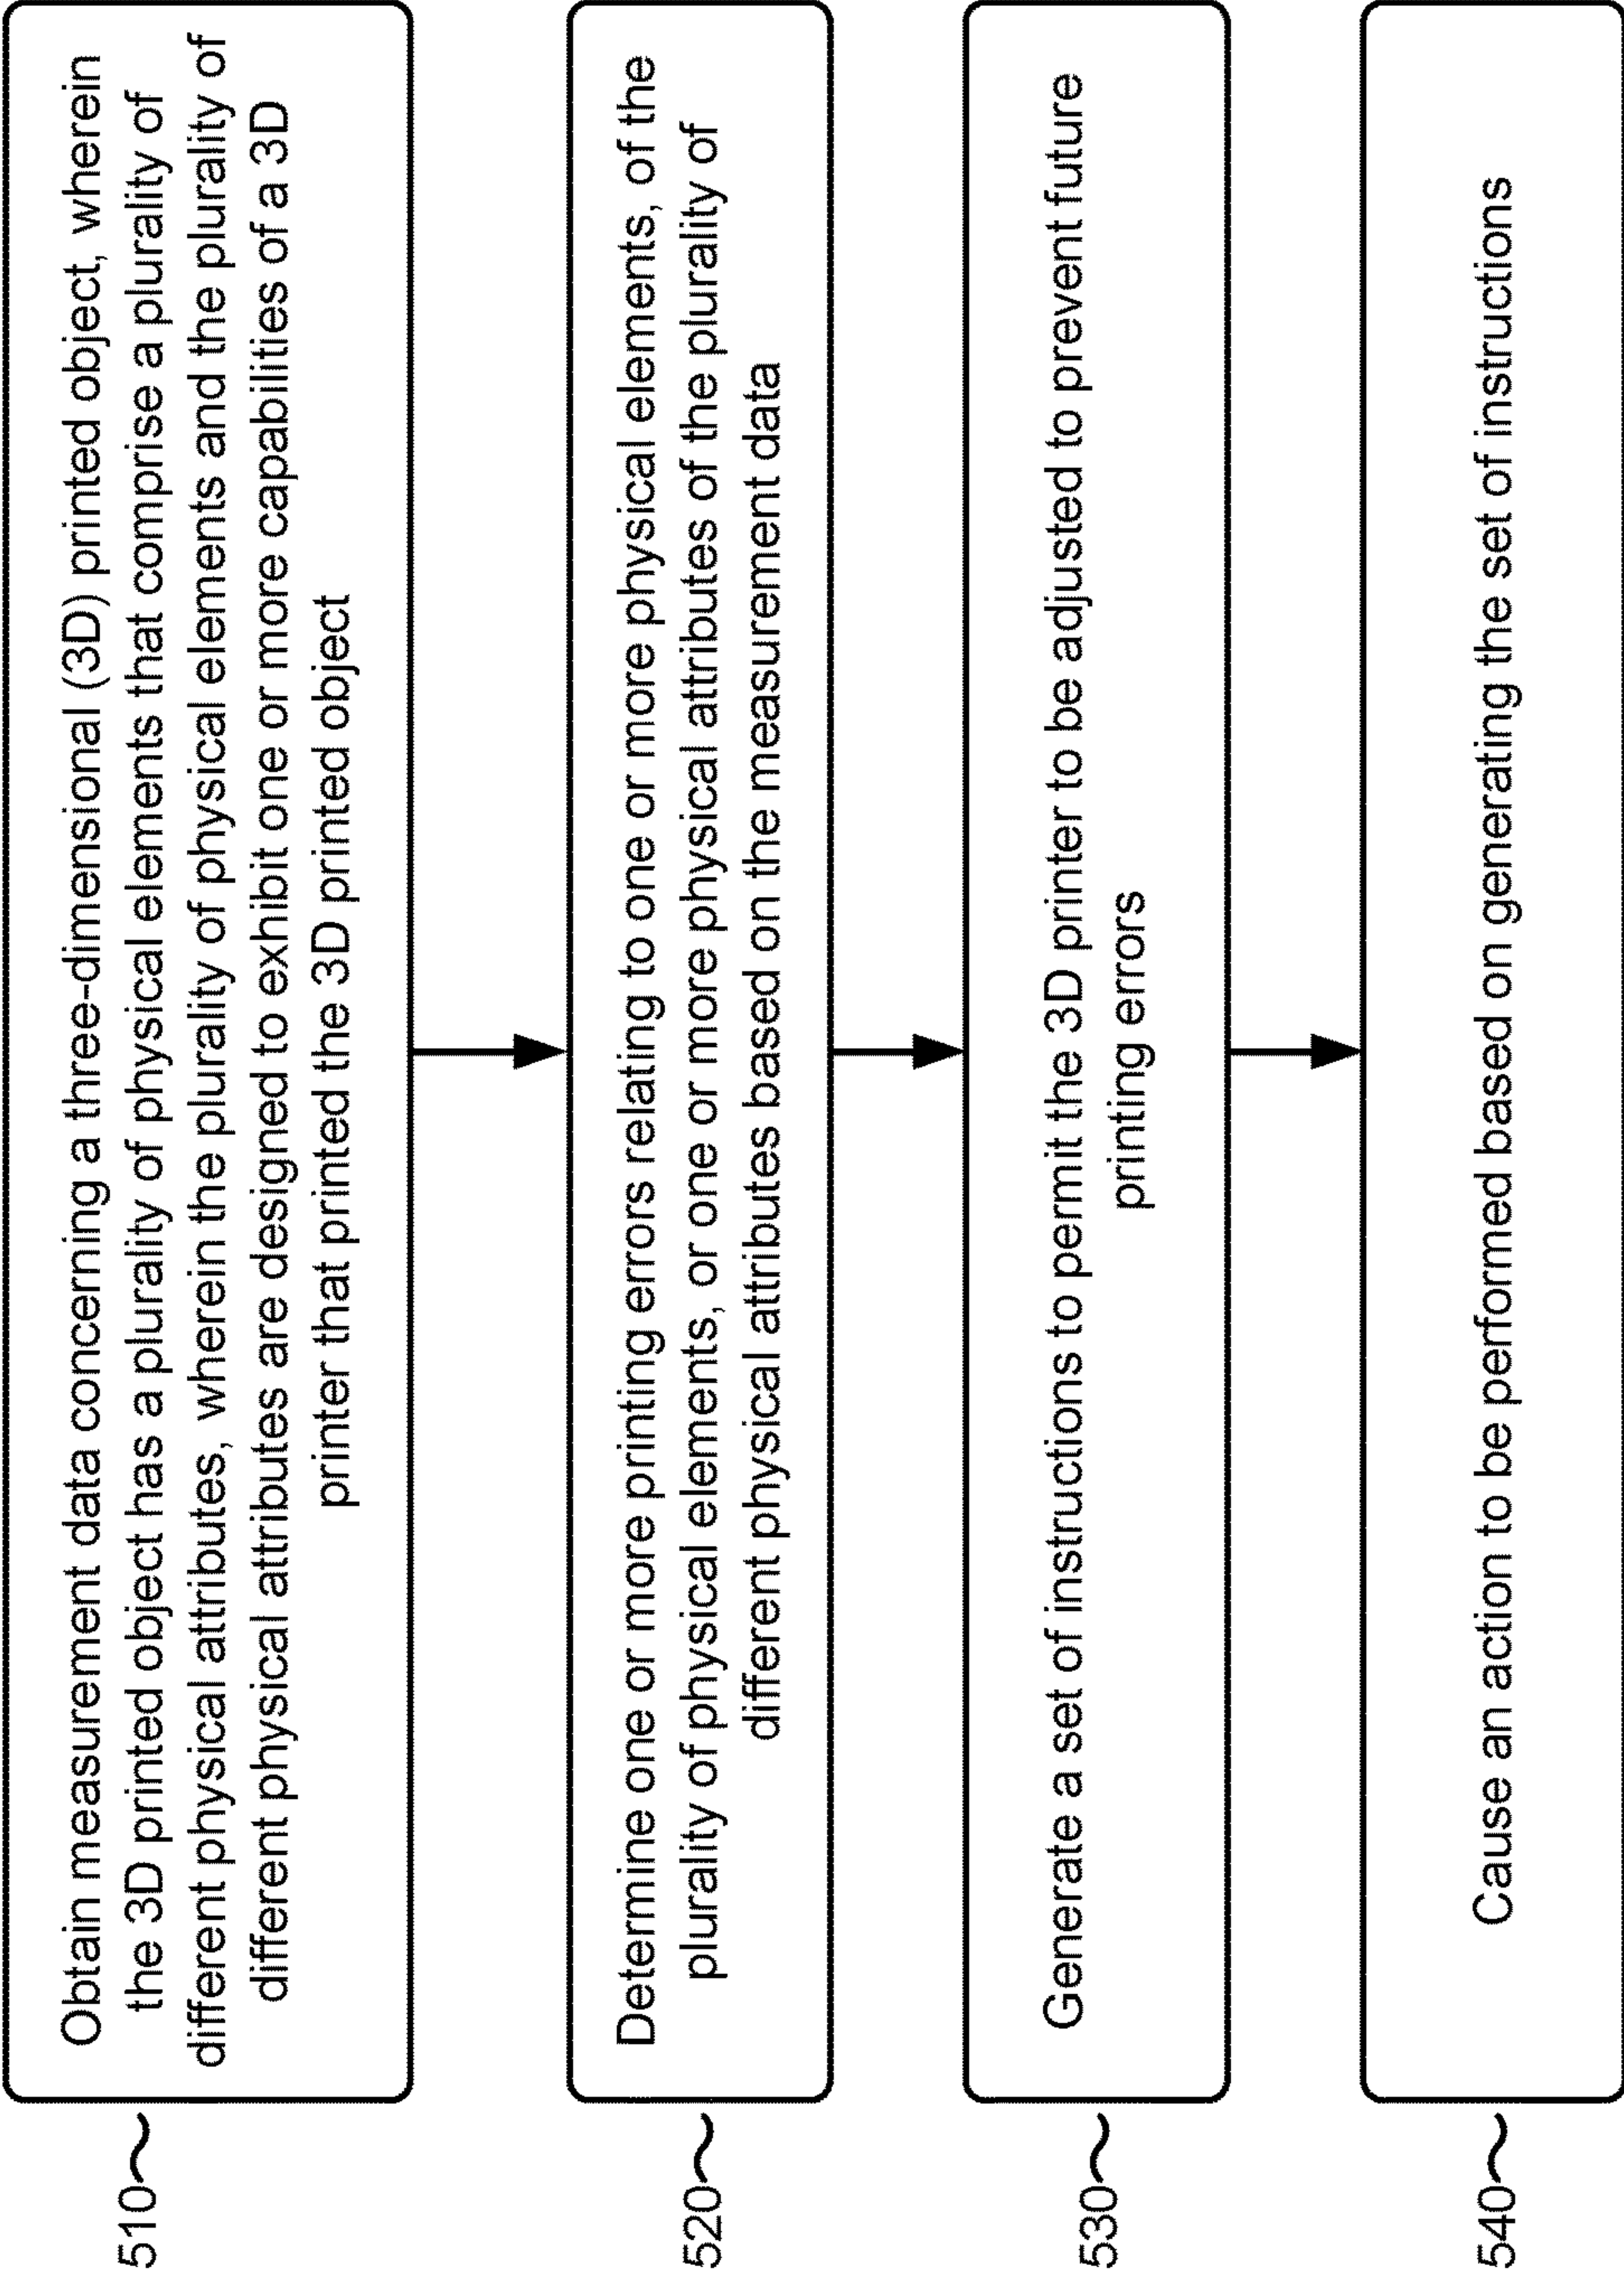 510
Obtain measurement data concerning a three-dimensional (3D) printed object, wherein
the 3D printed object has a plurality of physical elements that comprise a plurality of
different physical attributes, wherein the plurality of physical elements and the plurality of
different physical attributes are designed to exhibit one or more capabilities of a 3D
printer that printed the 3D printed object
520
Determine one or more printing errors relating to one or more physical elements, of the
plurality of physical elements, or one or more physical attributes of the plurality of
different physical attributes based on the measurement data
530
Generate a set of instructions to permit the 3D printer to be adjusted to prevent future
printing errors
540
Cause an action to be performed based on generating the set of instructions